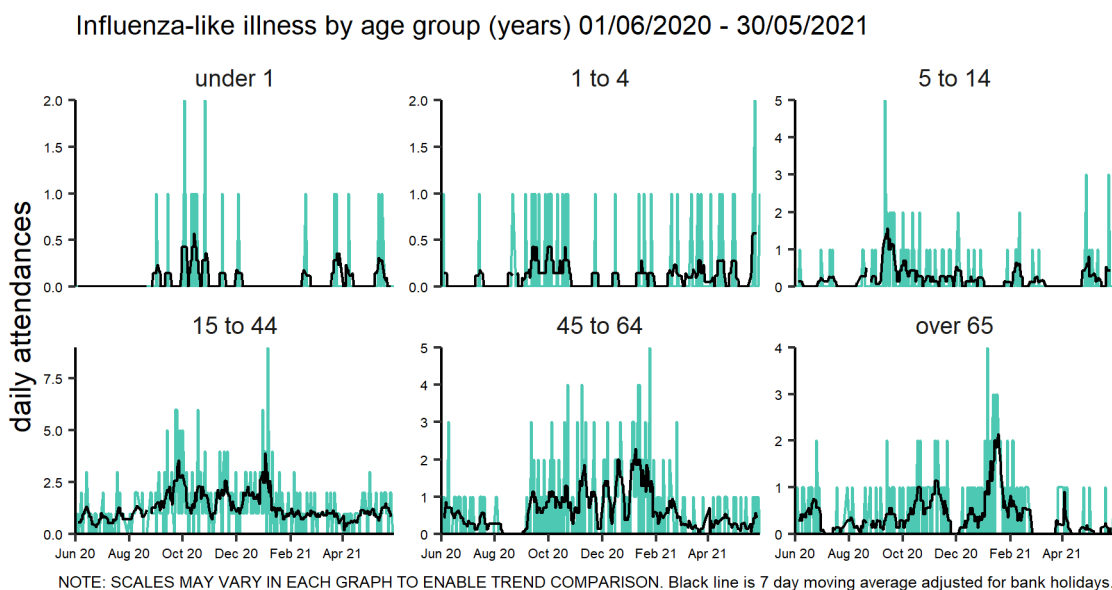 Influenza-like illness by age group (years) 01/06/2020 - 30/05/2021
under 1
1 to 4
5 to 14
2.0
1.5
1.0
0.5
0.0
2.0
1.5
1.0
0.5
0.0
5
4
3
2
1
0
daily attendances
15 to 44
45 to 64
over 65
7.5
5.0
2.5
0.0
5
4
3
2
1
0
4
3
2
1
0
Jun 20 Aug 20 Oct 20 Dec 20 Feb 21 Apr 21
Jun 20 Aug 20 Oct 20 Dec 20 Feb 21 Apr 21
Jun 20 Aug 20 Oct 20 Dec 20 Feb 21 Apr 21
NOTE: SCALES MAY VARY IN EACH GRAPH TO ENABLE TREND COMPARISON. Black line is 7 day moving average adjusted for bank holidays.